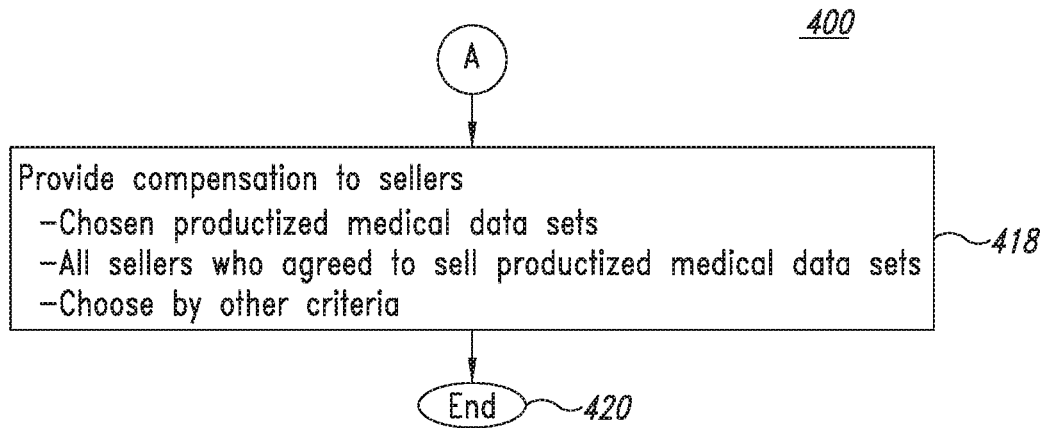 400
A
Provide compensation to sellers
-Chosen productized medical data sets
-All sellers who agreed to sell productized medical data sets
-Choose by other criteria
418
End
420